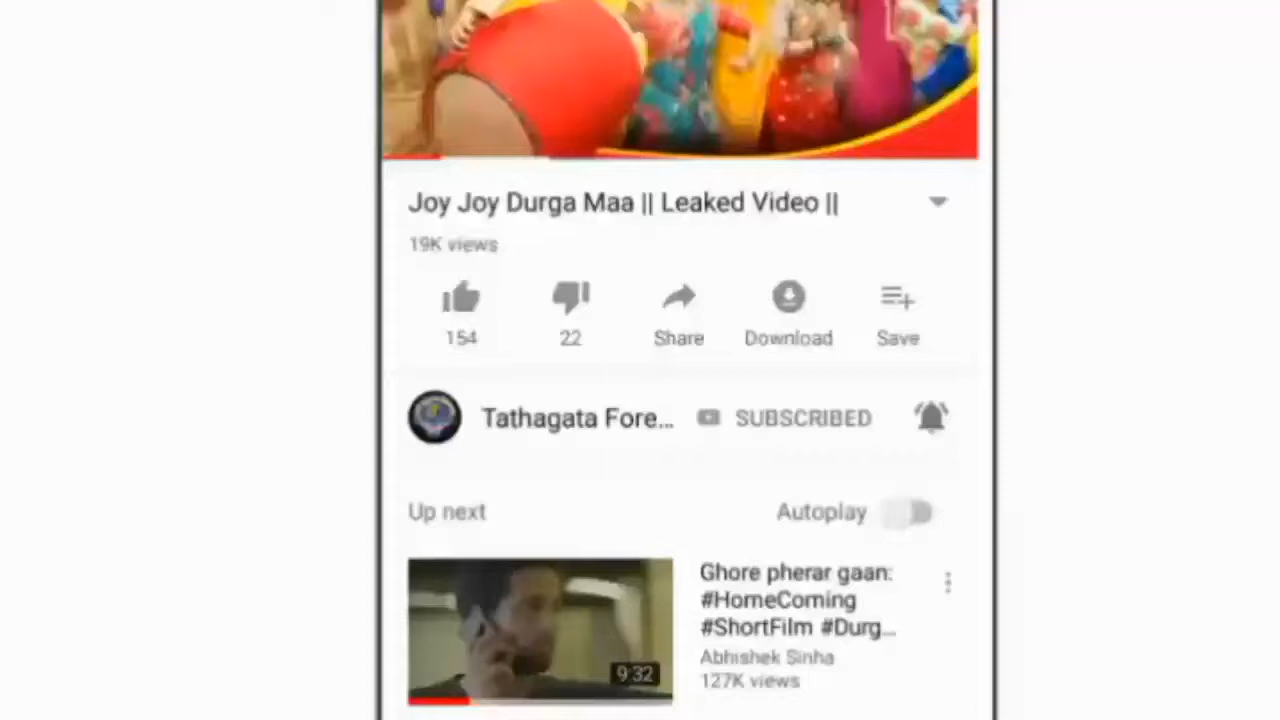 Joy Joy Durga Maa || Leaked Video ||
19K views
154
22
Share
Download
Save
Tathagata Fore...
SUBSCRIBED
Up next
Autoplay
Ghore pherar gaan:
#HomeComing
#ShortFilm #Durg...
Abhishek Sinha
127K views
9:32